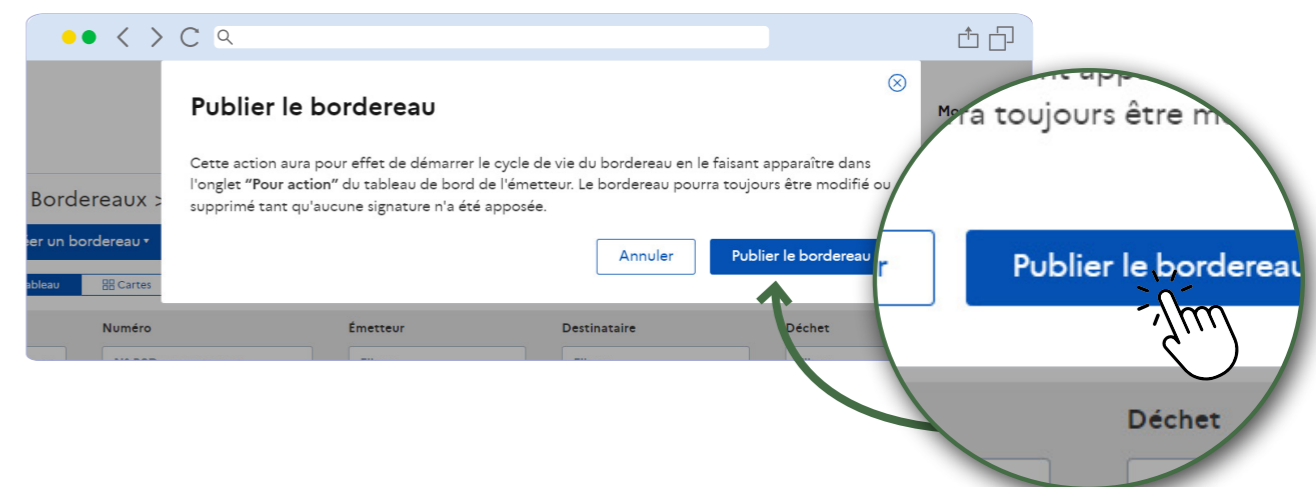 Publier le bordereau
Cette action aura pour effet de démarrer le cycle de vie du bordereau en le faisant apparaître dans
l'onglet "Pour action" du tableau de bord de l'émetteur. Le bordereau pourra toujours être modifié ou
supprimé tant qu'aucune signature n'a été apposée.
Annuler
Publier le bordereau
Bordereaux >
er un bordereau
ableau
Cartes
Numéro
Émetteur
Destinataire
Déchet
ra toujours être m
r
Publier le bordereau
Déchet